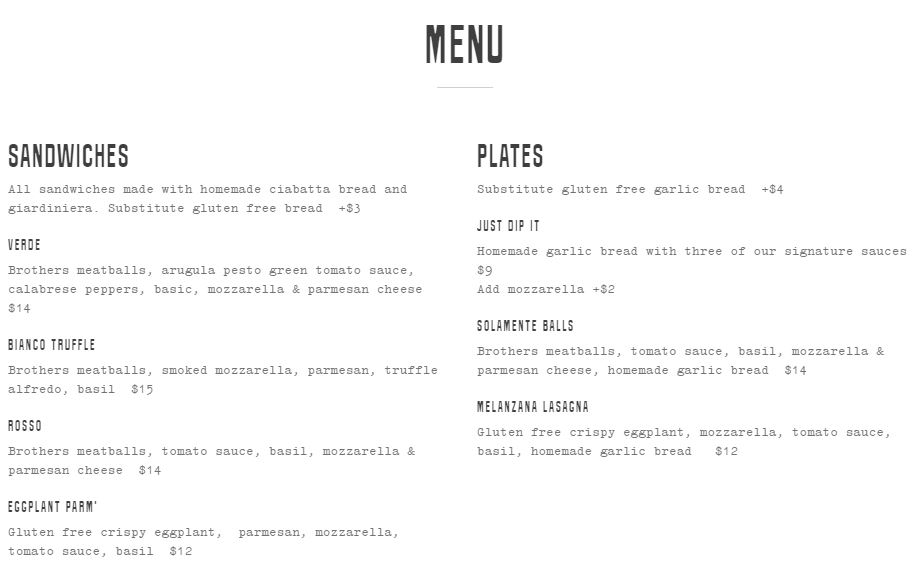 MENU
SANDWICHES
All sandwiches made with homemade ciabatta bread and
giardiniera. Substitute gluten free bread  +$3
VERDE
Brothers meatballs, arugula pesto green tomato sauce,
calabrese peppers, basic, mozzarella & parmesan cheese
$14
BIANCO TRUFFLE
Brothers meatballs, smoked mozzarella, parmesan, truffle
alfredo, basil  $15
ROSSO
Brothers meatballs, tomato sauce, basil, mozzarella &
parmesan cheese  $14
EGGPLANT PARM'
Gluten free crispy eggplant,  parmesan, mozzarella,
tomato sauce, basil  $12
PLATES
Substitute gluten free garlic bread  +$4
JUST DIP IT
Homemade garlic bread with three of our signature sauces
$9
Add mozzarella +$2
SOLAMENTE BALLS
Brothers meatballs, tomato sauce, basil, mozzarella &
parmesan cheese, homemade garlic bread  $14
MELANZANA LASAGNA
Gluten free crispy eggplant, mozzarella, tomato sauce,
basil, homemade garlic bread   $12